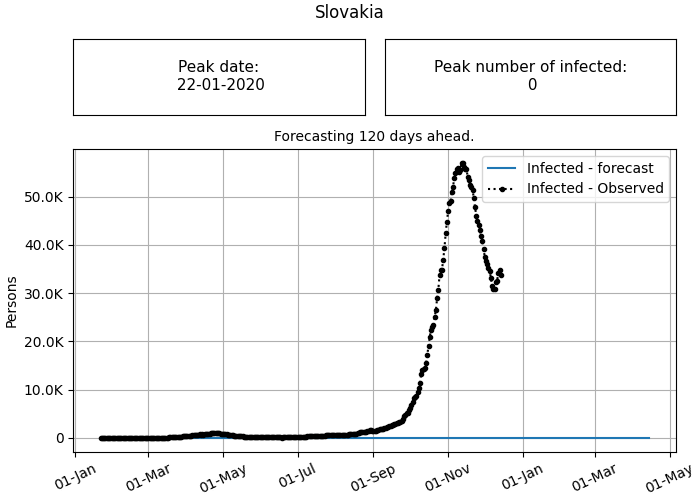 Slovakia
Peak date:
22-01-2020
Peak number of infected:
0
Forecasting 120 days ahead.
Infected - forecast
Infected - Observed
Persons
50.0K
40.0K
30.0K
20.0K
10.0K
0
01-Jan
01-Mar
01-May
01-Jul
01-Sep
01-Nov
01-Jan
01-Mar
01-May